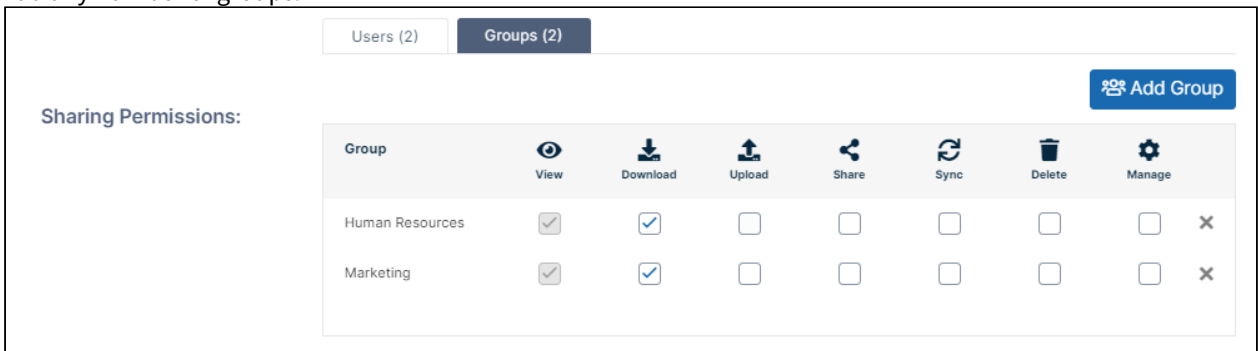 Users (2) Groups (2)
Add Group
Sharing Permissions:
Group View Download Upload Share Sync Delete Manage
Human Resources
Marketing